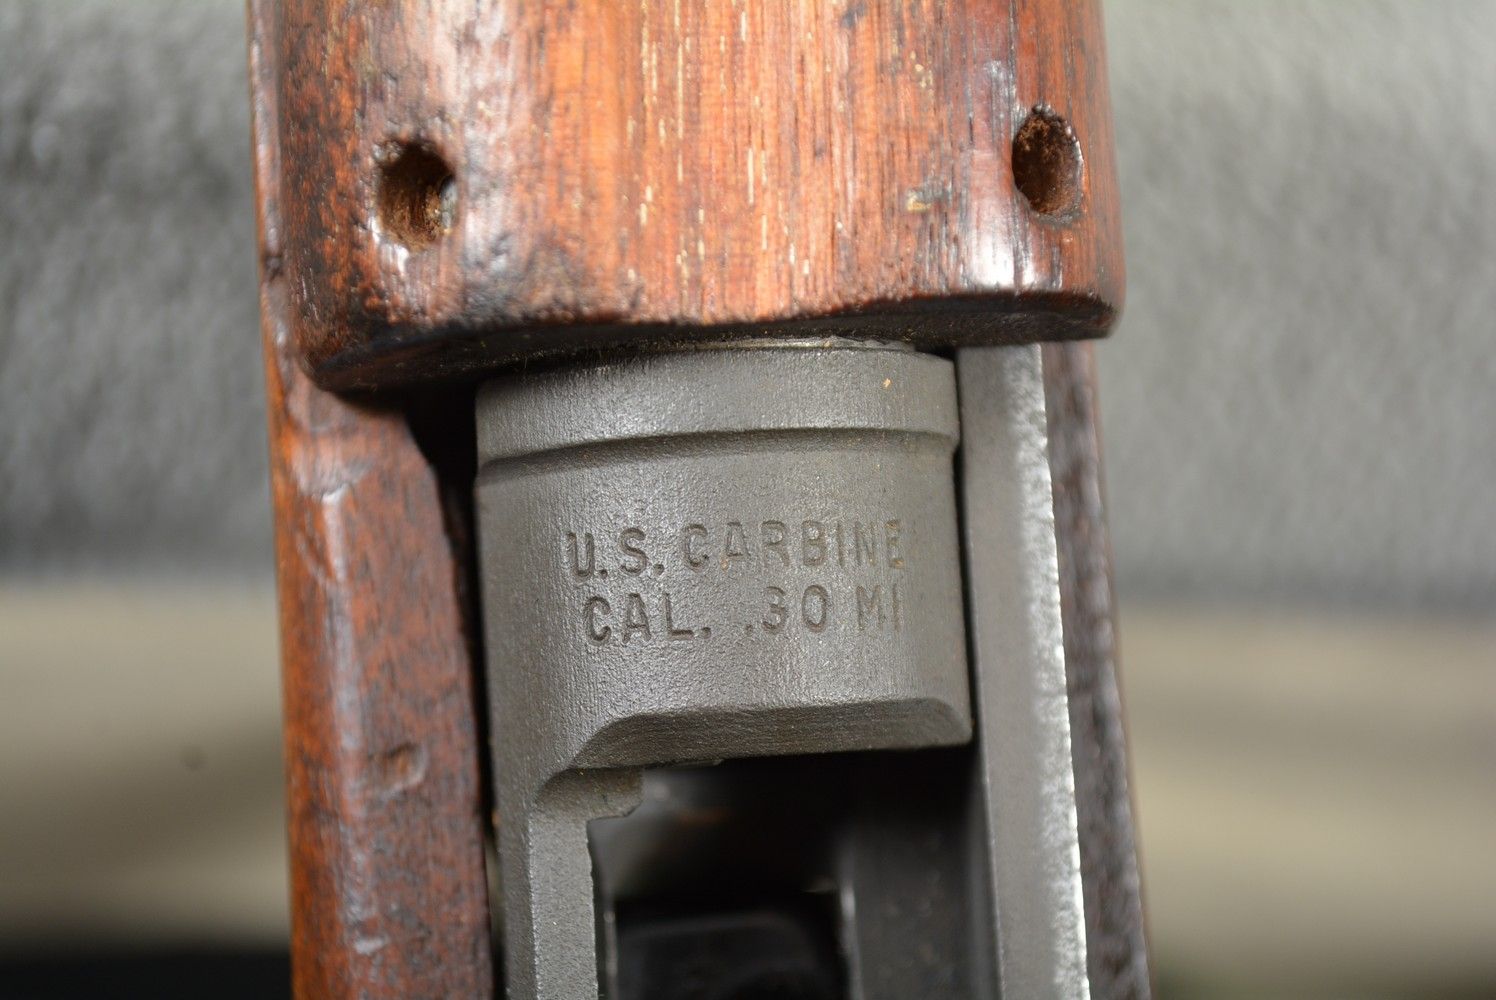 U.S. CARBINE
CAL. .30 M1